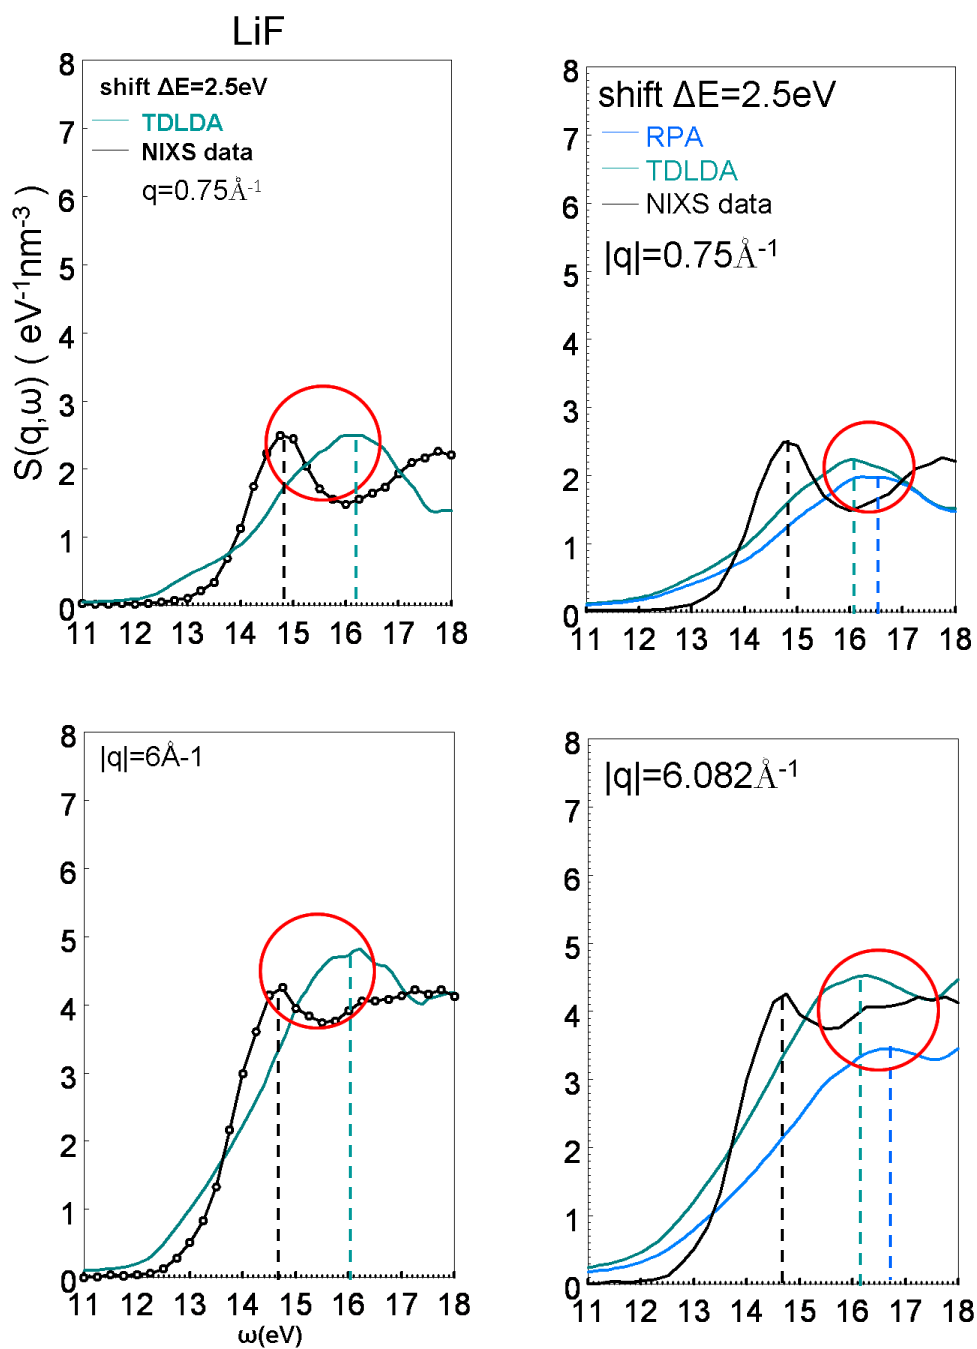 LiF
8
7
6
5
4
3
2
1
0
S(q,ω) ( eV-1nm-3 )
shift ΔE=2.5eV
TDLDA
NIXS data
q=0.75Å-1
11 12 13 14 15 16 17 18
8
7
6
5
4
3
2
1
0
shift ΔE=2.5eV
RPA
TDLDA
NIXS data
|q|=0.75Å-1
11 12 13 14 15 16 17 18
8
7
6
5
4
3
2
1
0
|q|=6Å-1
11 12 13 14 15 16 17 18
ω(eV)
8
7
6
5
4
3
2
1
0
|q|=6.082Å-1
11 12 13 14 15 16 17 18